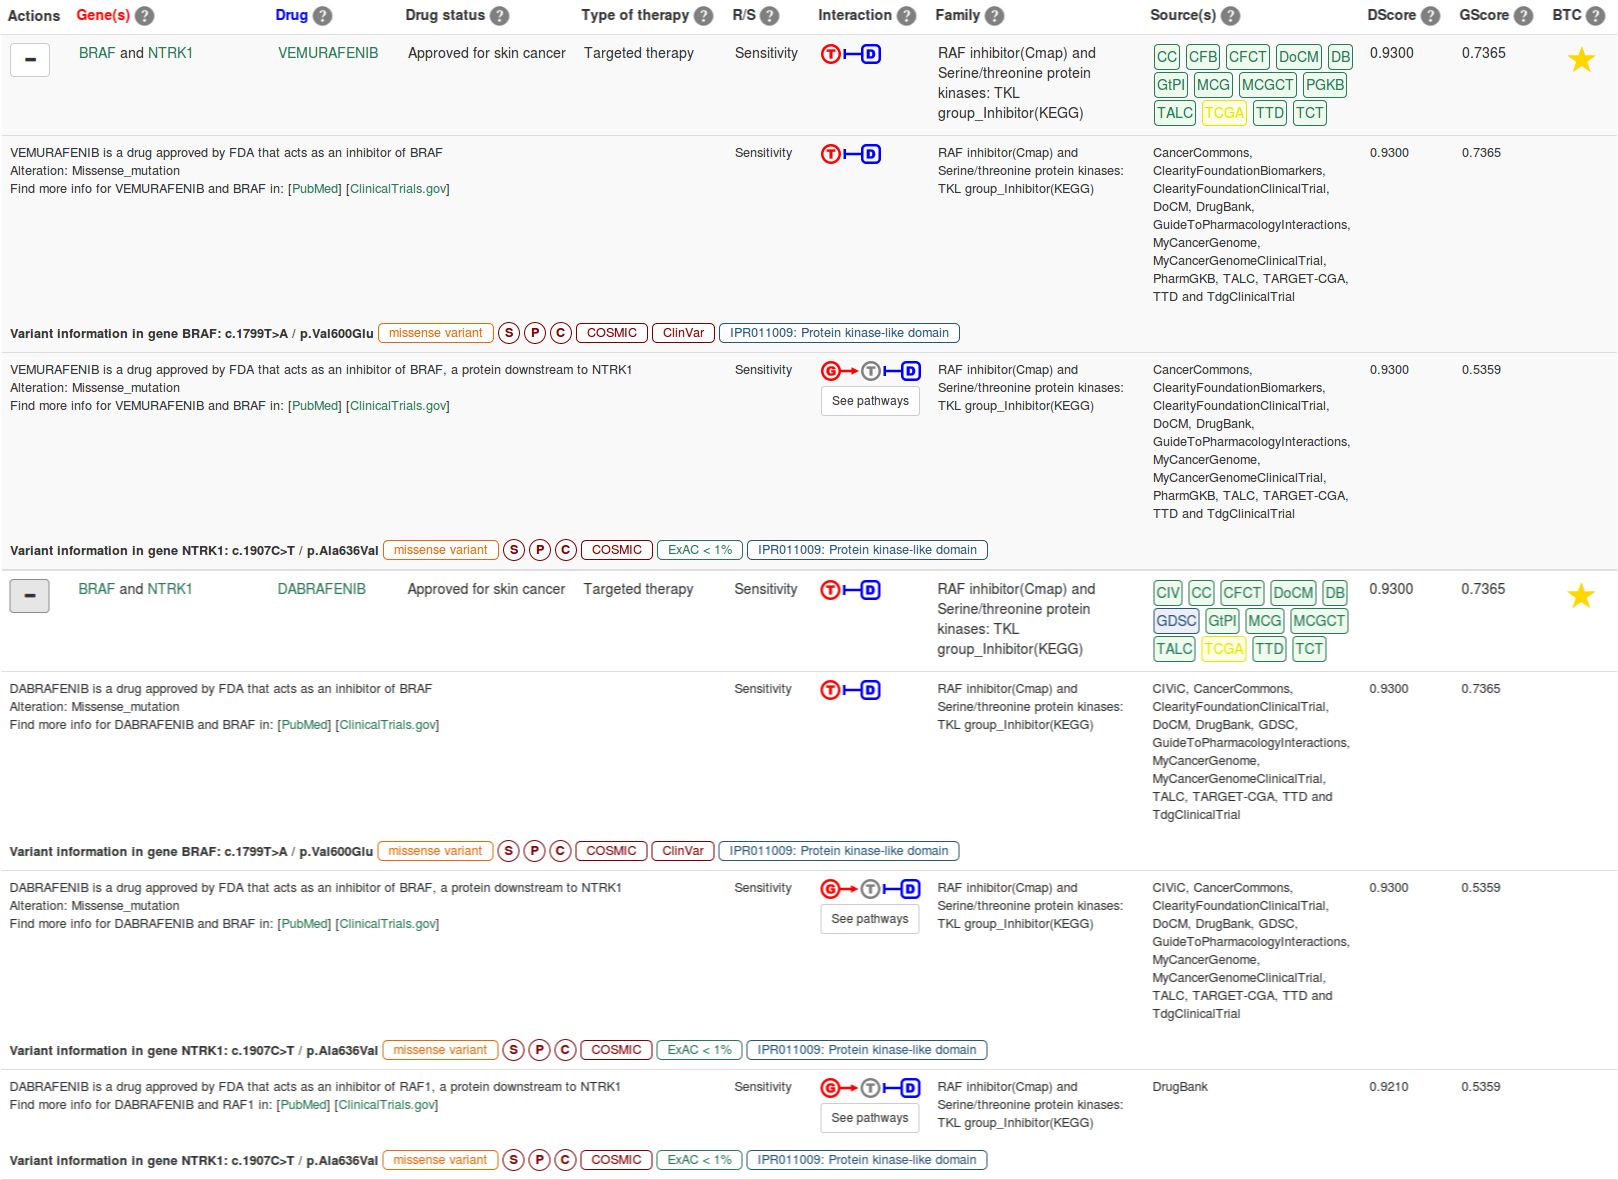 Actions Gene(s) ? Drug ? Drug status ? Type of therapy ? R/S ? Interaction ? Family ? Source(s) ? DScore ? GScore ? BTC ?
- BRAF and NTRK1 VEMURAFENIB Approved for skin cancer Targeted therapy Sensitivity T D RAF inhibitor(Cmap) and CC CFB CFCT DoCM DB 0.9300 0.7365
Serine/threonine protein GtPI MCG MCGCT PGKB
kinases: TKL
group_Inhibitor(KEGG) TALC TCGA TTD TCT
VEMURAFENIB is a drug approved by FDA that acts as an inhibitor of BRAF Sensitivity T D RAF inhibitor(Cmap) and CancerCommons, 0.9300 0.7365
Alteration: Missense_mutation Serine/threonine protein kinases: ClearityFoundationBiomarkers,
Find more info for VEMURAFENIB and BRAF in: [PubMed] [ClinicalTrials.gov] TKL group_Inhibitor(KEGG) ClearityFoundationClinicalTrial,
DoCM, DrugBank,
GuideToPharmacologyInteractions,
MyCancerGenome,
MyCancerGenomeClinicalTrial,
PharmGKB, TALC, TARGET-CGA,
TTD and TdgClinicalTrial
Variant information in gene BRAF: c.1799T>A / p.Val600Glu missense variant S P C COSMIC ClinVar IPR011009: Protein kinase-like domain
VEMURAFENIB is a drug approved by FDA that acts as an inhibitor of BRAF, a protein downstream to NTRK1 Sensitivity G T D RAF inhibitor(Cmap) and CancerCommons, 0.9300 0.5359
Alteration: Missense_mutation See pathways Serine/threonine protein kinases: ClearityFoundationBiomarkers,
Find more info for VEMURAFENIB and BRAF in: [PubMed] [ClinicalTrials.gov] TKL group_Inhibitor(KEGG) ClearityFoundationClinicalTrial,
DoCM, DrugBank,
GuideToPharmacologyInteractions,
MyCancerGenome,
MyCancerGenomeClinicalTrial,
PharmGKB, TALC, TARGET-CGA,
TTD and TdgClinicalTrial
Variant information in gene NTRK1: c.1907C>T / p.Ala636Val missense variant S P C COSMIC ExAC < 1% IPR011009: Protein kinase-like domain
- BRAF and NTRK1 DABRAFENIB Approved for skin cancer Targeted therapy Sensitivity T D RAF inhibitor(Cmap) and CIV CC CFCT DoCM DB 0.9300 0.7365
Serine/threonine protein GDSC GtPI MCG MCGCT
kinases: TKL
group_Inhibitor(KEGG) TALC TCGA TTD TCT
DABRAFENIB is a drug approved by FDA that acts as an inhibitor of BRAF Sensitivity T D RAF inhibitor(Cmap) and CIViC, CancerCommons, 0.9300 0.7365
Alteration: Missense_mutation Serine/threonine protein kinases: ClearityFoundationClinicalTrial,
Find more info for DABRAFENIB and BRAF in: [PubMed] [ClinicalTrials.gov] TKL group_Inhibitor(KEGG) DoCM, DrugBank, GDSC,
GuideToPharmacologyInteractions,
MyCancerGenome,
MyCancerGenomeClinicalTrial,
TALC, TARGET-CGA, TTD and
TdgClinicalTrial
Variant information in gene BRAF: c.1799T>A / p.Val600Glu missense variant S P C COSMIC ClinVar IPR011009: Protein kinase-like domain
DABRAFENIB is a drug approved by FDA that acts as an inhibitor of BRAF, a protein downstream to NTRK1 Sensitivity G T D RAF inhibitor(Cmap) and CIViC, CancerCommons, 0.9300 0.5359
Alteration: Missense_mutation See pathways Serine/threonine protein kinases: ClearityFoundationClinicalTrial,
Find more info for DABRAFENIB and BRAF in: [PubMed] [ClinicalTrials.gov] TKL group_Inhibitor(KEGG) DoCM, DrugBank, GDSC,
GuideToPharmacologyInteractions,
MyCancerGenome,
MyCancerGenomeClinicalTrial,
TALC, TARGET-CGA, TTD and
TdgClinicalTrial
Variant information in gene NTRK1: c.1907C>T / p.Ala636Val missense variant S P C COSMIC ExAC < 1% IPR011009: Protein kinase-like domain
DABRAFENIB is a drug approved by FDA that acts as an inhibitor of RAF1, a protein downstream to NTRK1 Sensitivity G T D RAF inhibitor(Cmap) and DrugBank 0.9210 0.5359
Find more info for DABRAFENIB and RAF1 in: [PubMed] [ClinicalTrials.gov] See pathways Serine/threonine protein kinases:
TKL group_Inhibitor(KEGG)
Variant information in gene NTRK1: c.1907C>T / p.Ala636Val missense variant S P C COSMIC ExAC < 1% IPR011009: Protein kinase-like domain